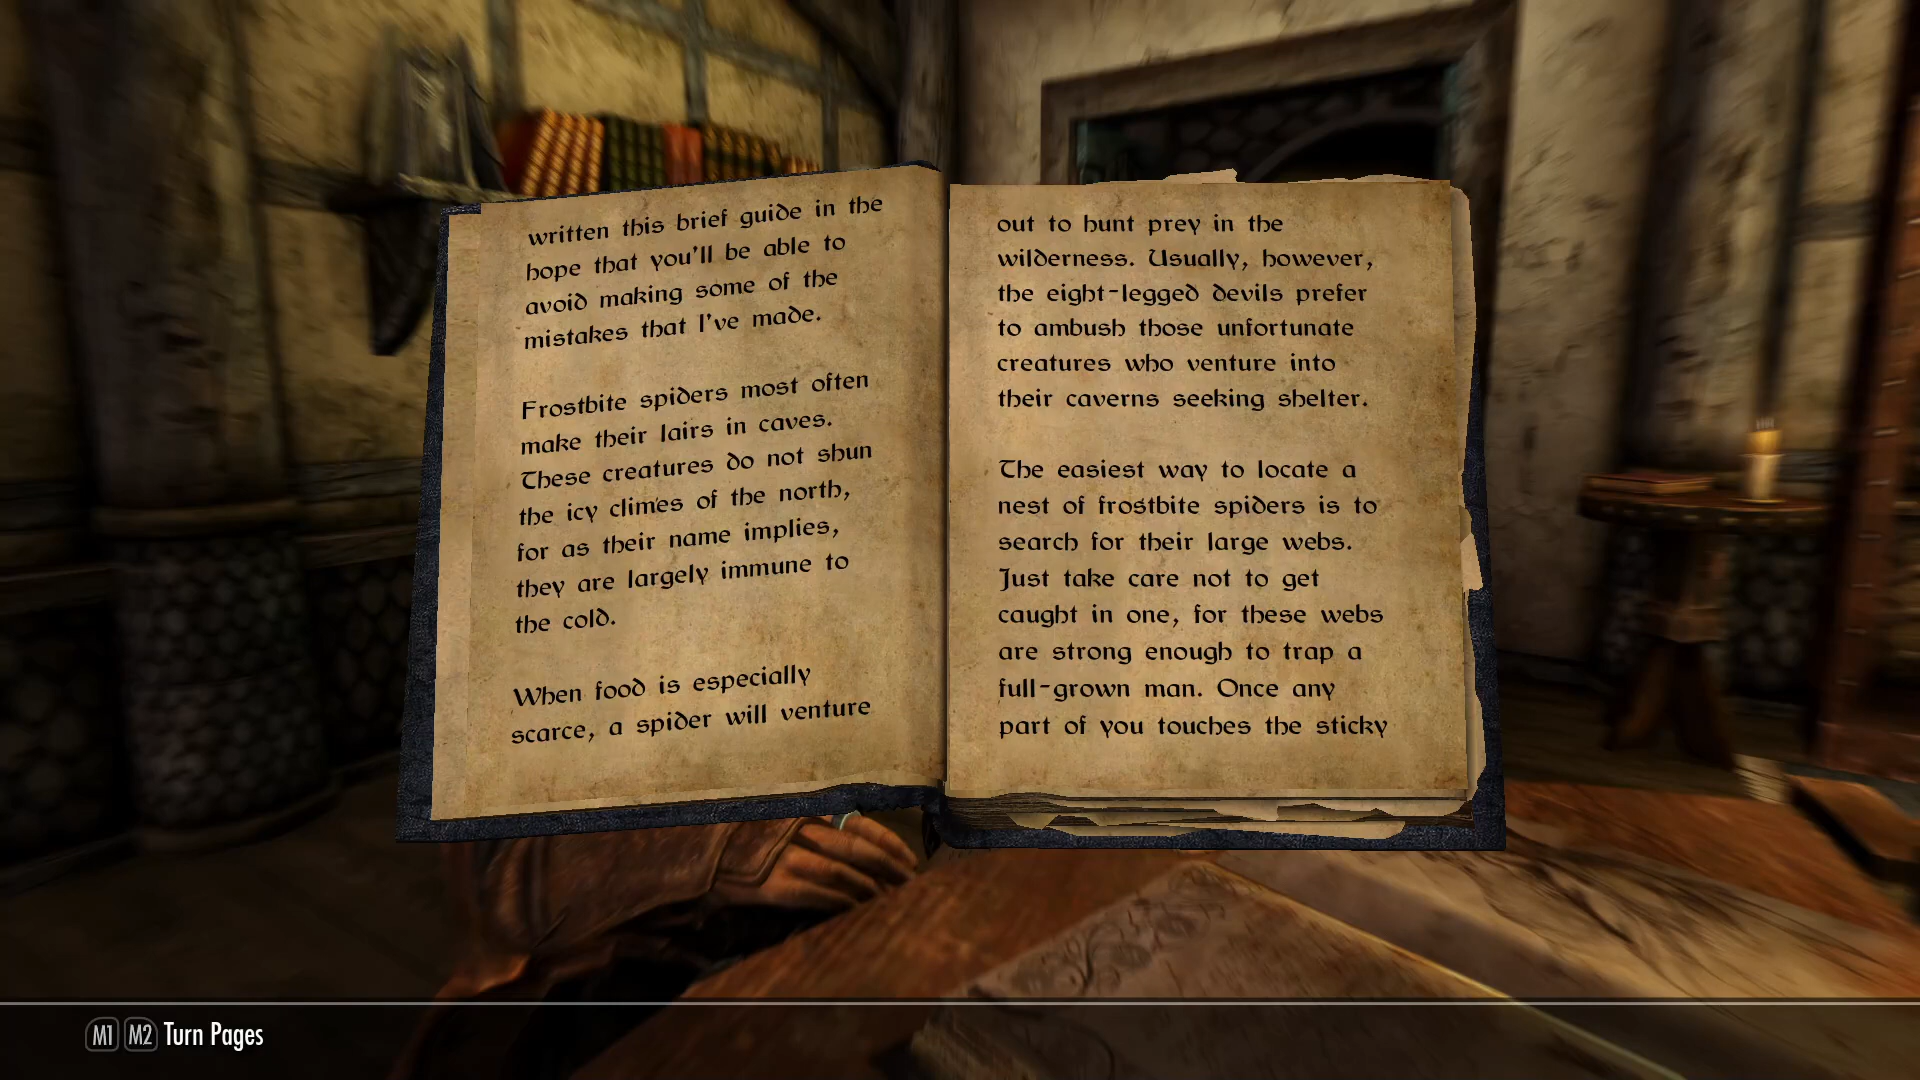 written this brief guide in the
hope that you'll be able to
avoid making some of the
mistakes that I've made.
Frostbite spiders most often
make their lairs in caves.
These creatures do not shun
the icy climes of the north,
for as their name implies,
they are largely immune to
the cold.
When food is especially
scarce, a spider will venture
out to hunt prey in the
wilderness. Usually, however,
the eight-legged devils prefer
to ambush those unfortunate
creatures who venture into
their caverns seeking shelter.
The easiest way to locate a
nest of frostbite spiders is to
search for their large webs.
Just take care not to get
caught in one, for these webs
are strong enough to trap a
full-grown man. Once any
part of you touches the sticky
M1 M2 Turn Pages